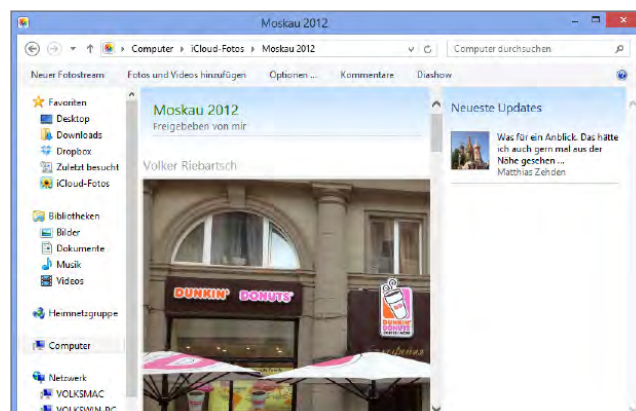 Moskau 2012
Computer
iCloud-Fotos
Moskau 2012
Computer durchsuchen
Neuer Fotostream
Fotos und Videos hinzufügen
Optionen ...
Kommentare
Diashow
Favoriten
Desktop
Downloads
Dropbox
Zuletzt besucht
iCloud-Fotos
Bibliotheken
Bilder
Dokumente
Musik
Videos
Heimnetzgruppe
Computer
Netzwerk
VOLKSMAC
VOLKSWIN-PC
Moskau 2012
Freigegeben von mir
Volker Riebartsch
DUNKIN' DONUTS
DUNKIN'
DONUTS
Neueste Updates
Was für ein Anblick. Das hätte
ich auch gern mal aus der
Nähe gesehen ...
Matthias Zehden